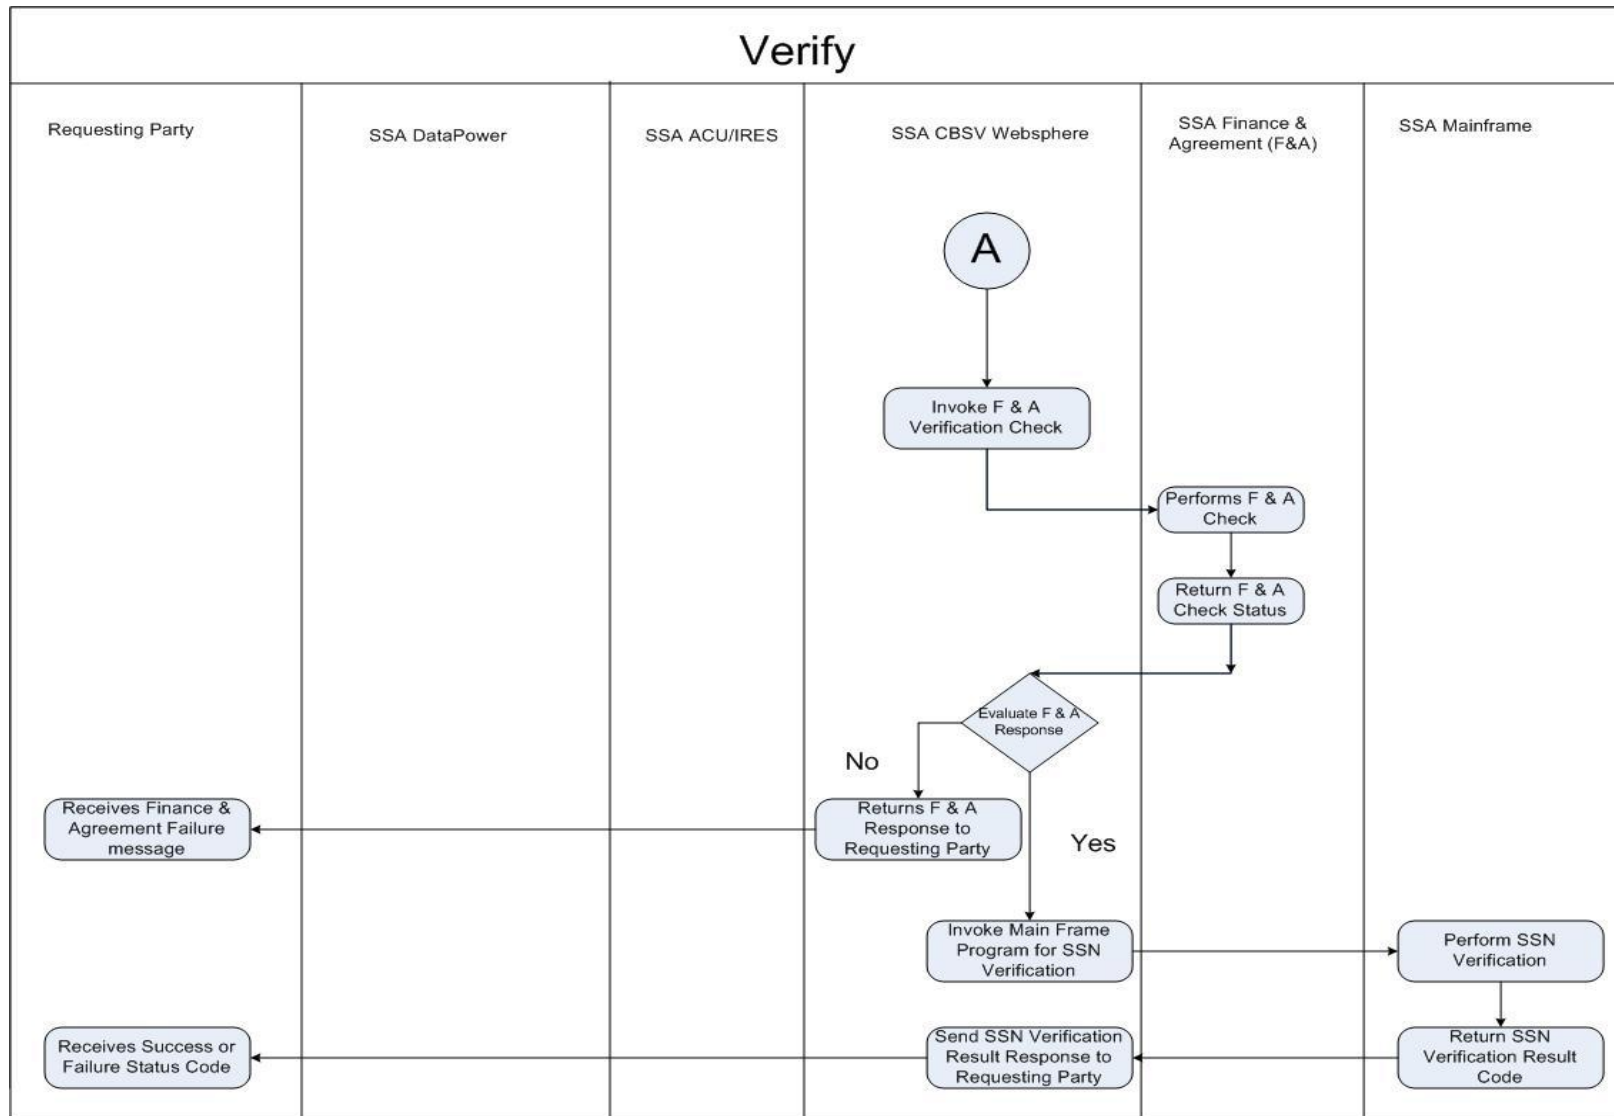 Verify
Requesting Party
SSA DataPower
SSA ACU/IRES
SSA CBSV Websphere
SSA Finance &
Agreement (F&A)
SSA Mainframe
A
Invoke F & A
Verification Check
Performs F & A
Check
Return F & A
Check Status
Evaluate F & A
Response
No
Yes
Returns F & A
Response to
Requesting Party
Receives Finance &
Agreement Failure
message
Invoke Main Frame
Program for SSN
Verification
Perform SSN
Verification
Return SSN
Verification Result
Code
Send SSN Verification
Result Response to
Requesting Party
Receives Success or
Failure Status Code